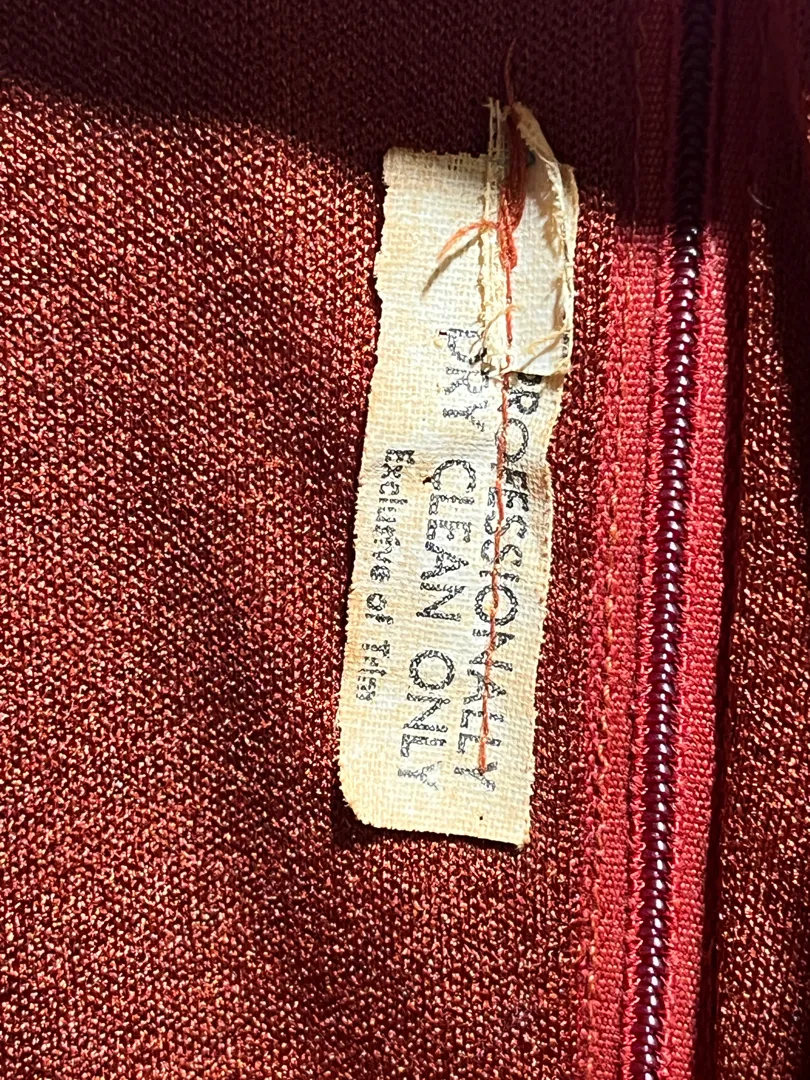 PROFESSIONALLY
DRY CLEAN ONLY
Exclusive of Trim